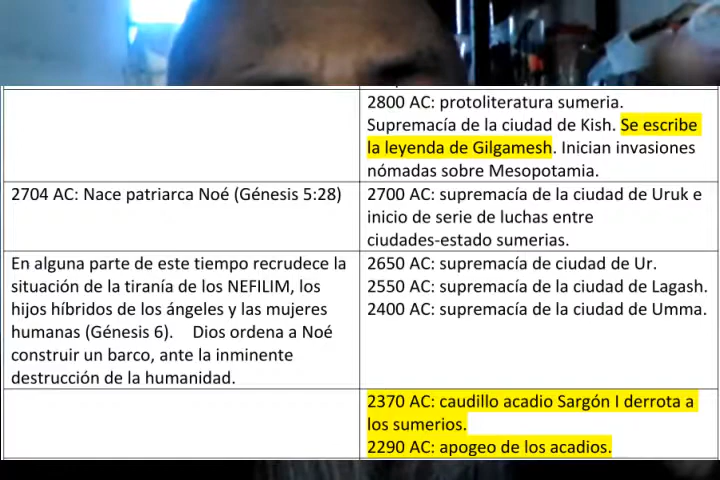 2800 AC: protoliteratura sumeria.
Supremacía de la ciudad de Kish. Se escribe
la leyenda de Gilgamesh. Inician invasiones
nómadas sobre Mesopotamia.
2704 AC: Nace patriarca Noé (Génesis 5:28)
2700 AC: supremacía de la ciudad de Uruk e
inicio de serie de luchas entre
ciudades-estado sumerias.
En alguna parte de este tiempo recrudece la
situación de la tiranía de los NEFILIM, los
hijos híbridos de los ángeles y las mujeres
humanas (Génesis 6). Dios ordena a Noé
construir un barco, ante la inminente
destrucción de la humanidad.
2650 AC: supremacía de ciudad de Ur.
2550 AC: supremacía de la ciudad de Lagash.
2400 AC: supremacía de la ciudad de Umma.
2370 AC: caudillo acadio Sargón I derrota a
los sumerios.
2290 AC: apogeo de los acadios.